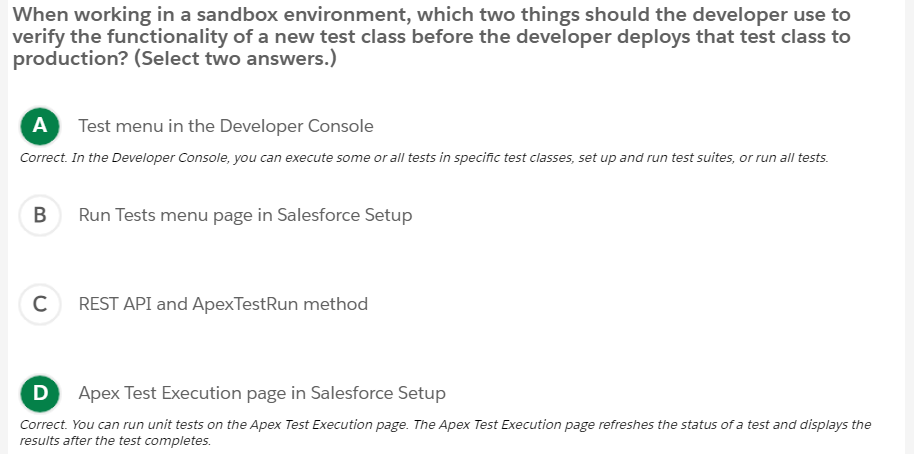 When working in a sandbox environment, which two things should the developer use to
verify the functionality of a new test class before the developer deploys that test class to
production? (Select two answers.)
A Test menu in the Developer Console
Correct. In the Developer Console, you can execute some or all tests in specific test classes, set up and run test suites, or run all tests.
B Run Tests menu page in Salesforce Setup
C REST API and ApexTestRun method
D Apex Test Execution page in Salesforce Setup
Correct. You can run unit tests on the Apex Test Execution page. The Apex Test Execution page refreshes the status of a test and displays the
results after the test completes.